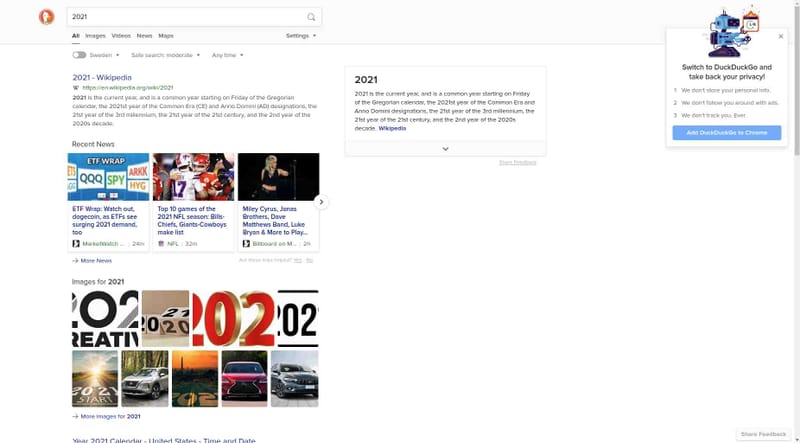 2021
All Images Videos News Maps Settings
Sweden Safe search: moderate Any time
2021 - Wikipedia
https://en.wikipedia.org/wiki/2021
2021 is the current year, and is a common year starting on Friday of the Gregorian
calendar, the 2021st year of the Common Era (CE) and Anno Domini (AD) designations, the
21st year of the 3rd millennium, the 21st year of the 21st century, and the 2nd year of the 2020s
decade.
Recent News
ETF WRAP
ETS
QQQ
SPY
ARKK
HYG
ETF Wrap: Watch out,
dogecoin, as ETFs see
surging 2021 demand,
too
MarketWatch ... 24m
Top 10 games of the
2021 NFL season: Bills-
Chiefs, Giants-Cowboys
make list
NFL 32m
Miley Cyrus, Jonas
Brothers, Dave
Matthews Band, Luke
Bryan & More to Play...
Billboard on M... 2h
More News
Are these links helpful? Yes No
Images for 2021
202
REATIV
2020
202
202
2021
START
More Images for 2021
Year 2021 Calendar - United States - Time and Date
2021
2021 is the current year, and is a common year starting on Friday
of the Gregorian calendar, the 2021st year of the Common Era and
Anno Domini designations, the 21st year of the 3rd millennium, the
21st year of the 21st century, and the 2nd year of the 2020s
decade. Wikipedia
Share Feedback
Switch to DuckDuckGo and
take back your privacy!
1 We don't store your personal info.
2 We don't follow you around with ads.
3 We don't track you. Ever.
Add DuckDuckGo to Chrome
Share Feedback